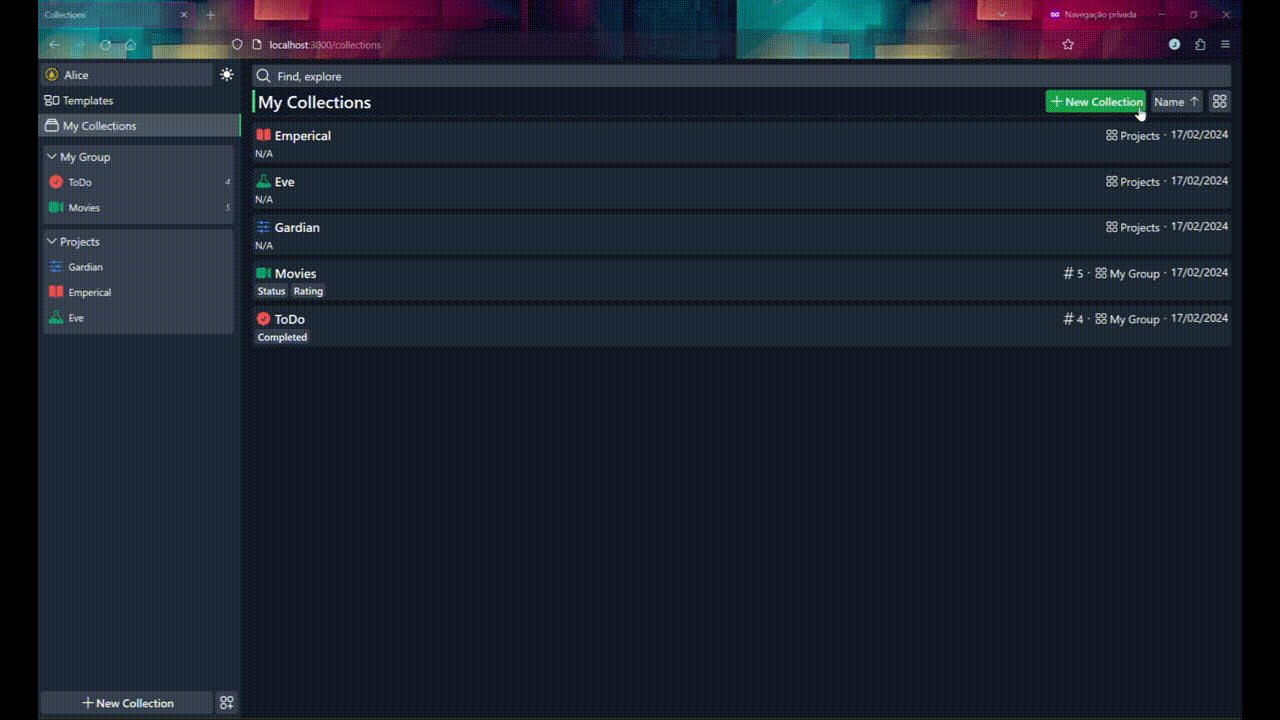 Collections
Navegação privada
localhost:3000/collections
Alice
Find, explore
Templates
My Collections
My Collections
New Collection
Name
My Group
ToDo 4
Movies 5
Projects
Gardian
Emperical
Eve
Emperical
Projects · 17/02/2024
N/A
Eve
Projects · 17/02/2024
N/A
Gardian
Projects · 17/02/2024
N/A
Movies
# 5 · My Group · 17/02/2024
Status Rating
ToDo
# 4 · My Group · 17/02/2024
Completed
New Collection